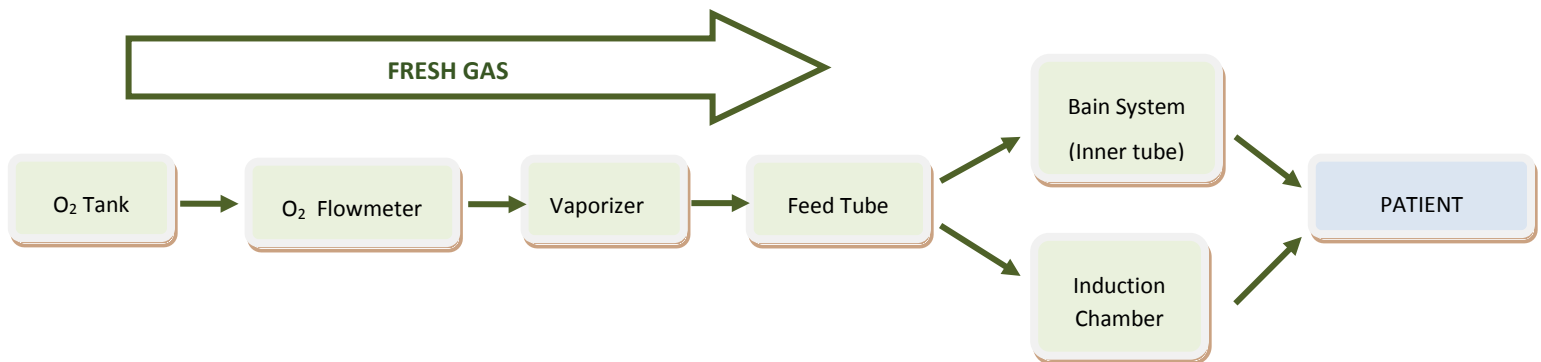 FRESH GAS
O₂ Tank
O₂ Flowmeter
Vaporizer
Feed Tube
Bain System
(Inner tube)
Induction
Chamber
PATIENT